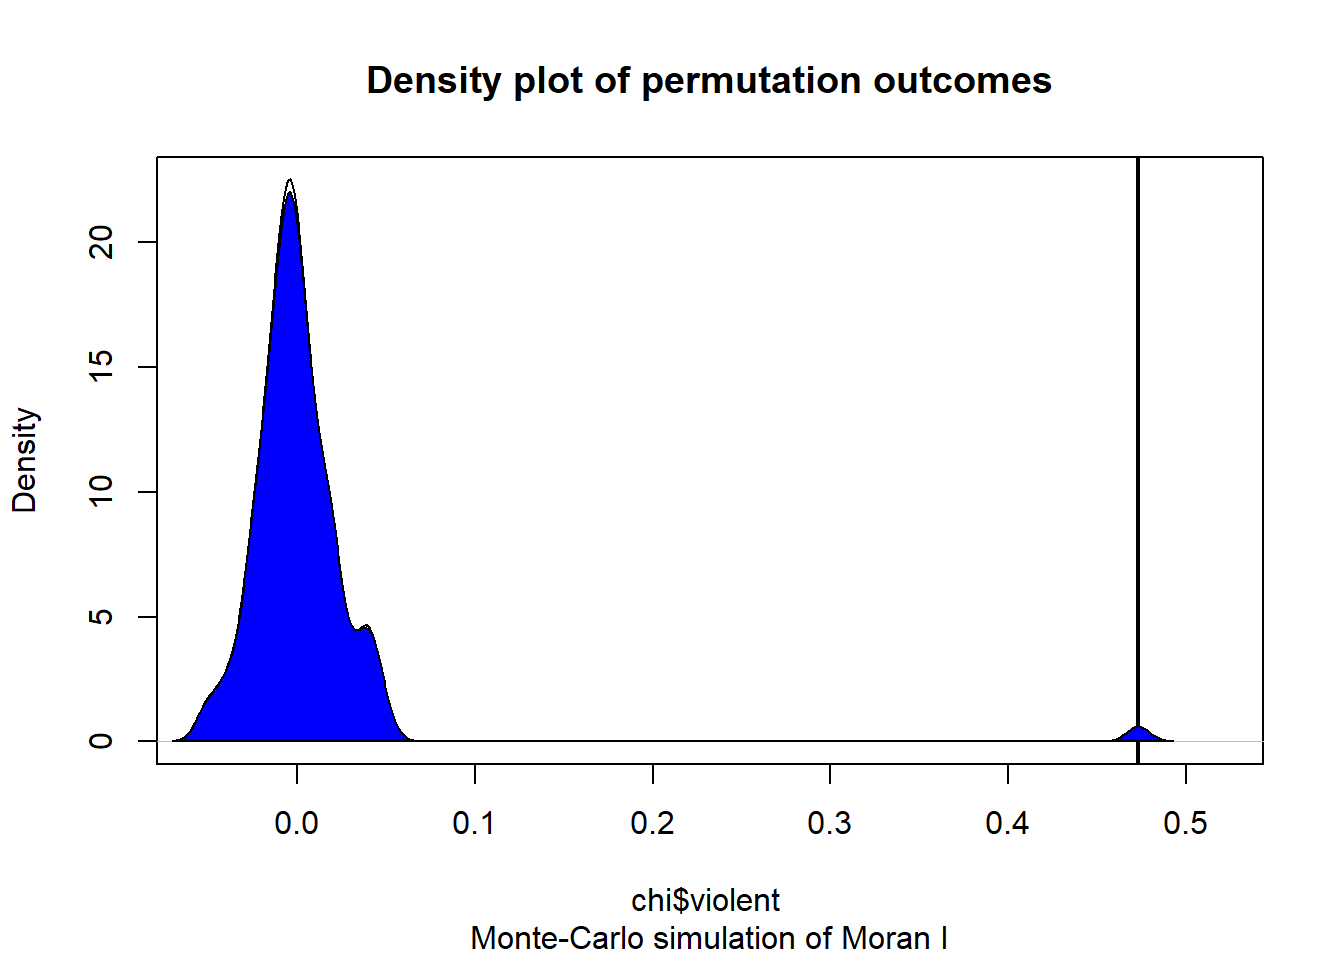 Density plot of permutation outcomes
Density
20
15
10
5
0
0.0 0.1 0.2 0.3 0.4 0.5
chi$violent
Monte-Carlo simulation of Moran I